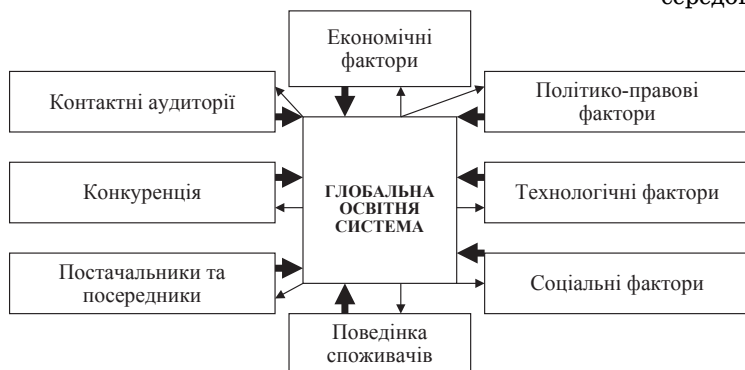 Економічні
фактори
Контактні аудиторії
Політико-правові
фактори
Конкуренція
ГЛОБАЛЬНА
ОСВІТНЯ
СИСТЕМА
Технологічні фактори
Постачальники та
посередники
Соціальні фактори
Поведінка
споживачів